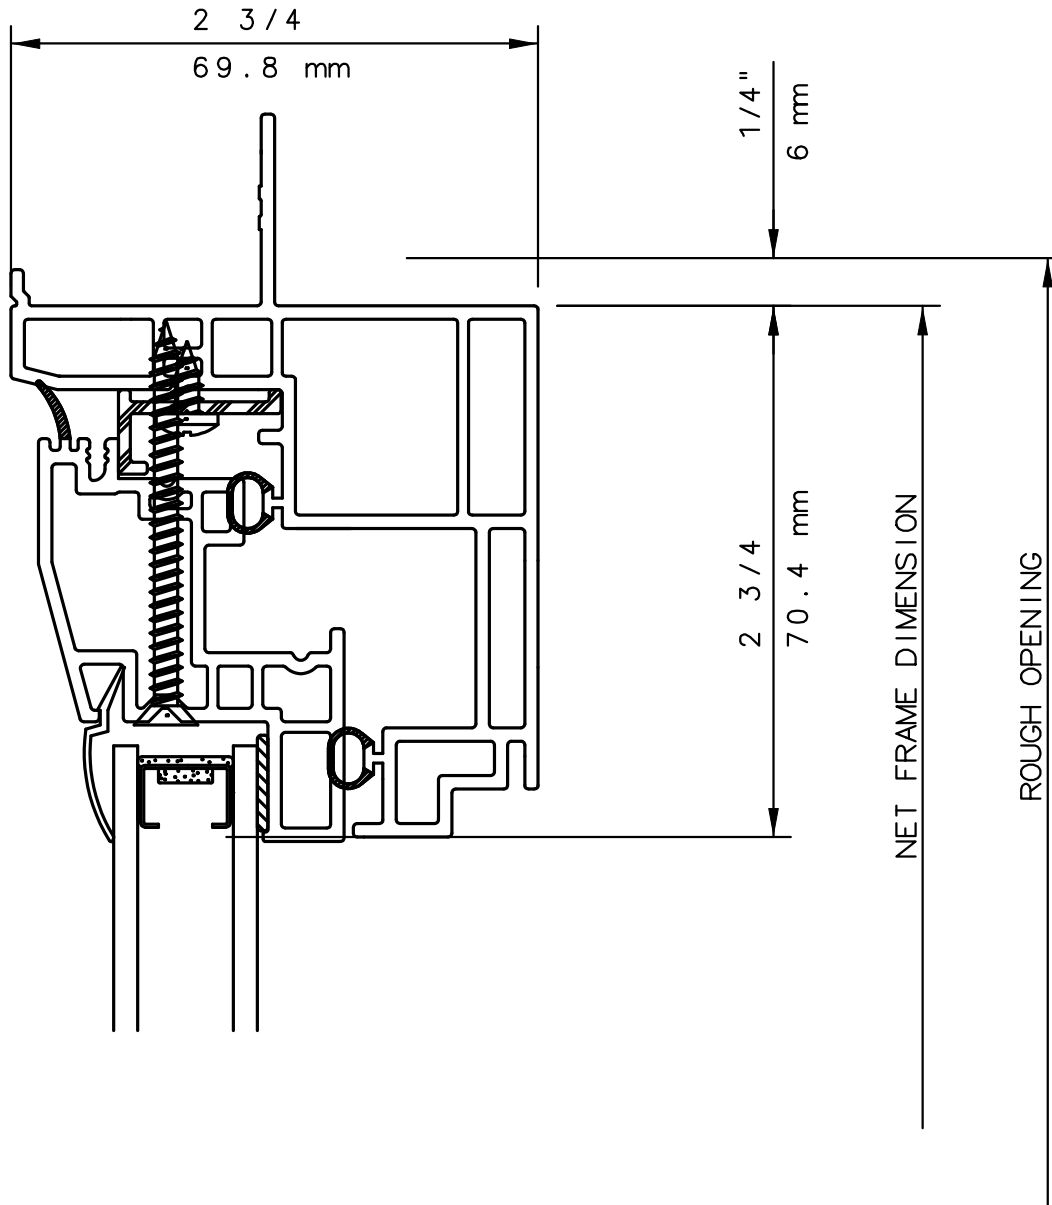 2 3/4
69.8 mm
1/4"
6 mm
2 3/4
70.4 mm
NET FRAME DIMENSION
ROUGH OPENING